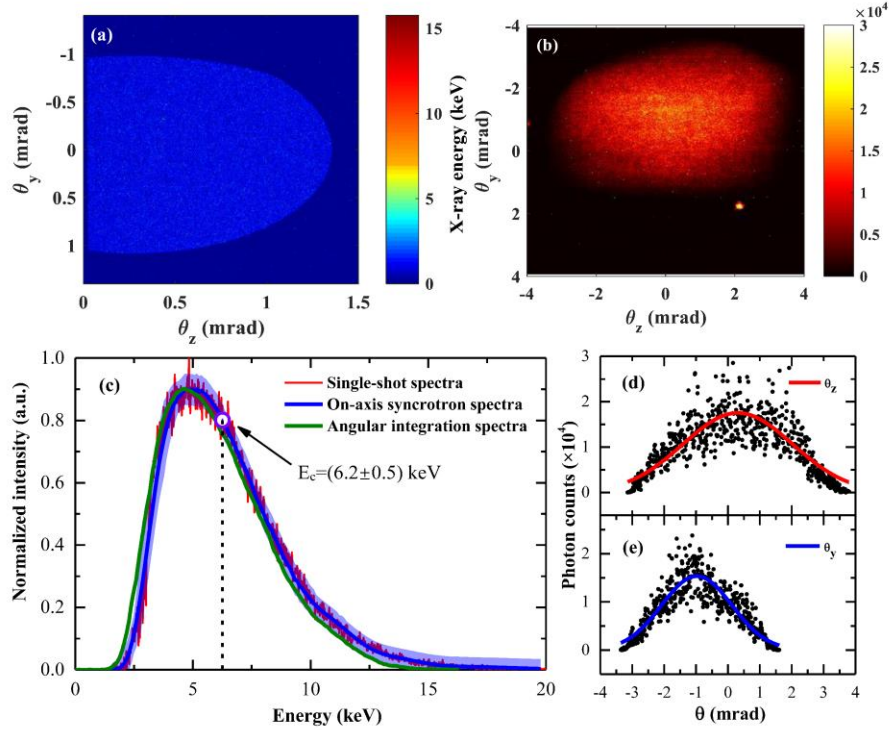 (a)
-1
-0.5
0
0.5
1
θy (mrad)
0
0.5
1
1.5
θz (mrad)
15
10
5
0
X-ray energy (keV)
(b)
-4
-2
0
2
4
θy (mrad)
-4
-2
0
2
4
θz (mrad)
3
×10^4
2.5
2
1.5
1
0.5
0
(c)
Single-shot spectra
On-axis syncrotron spectra
Angular integration spectra
Ec=(6.2±0.5) keV
1.0
0.8
0.6
0.4
0.2
0.0
Normalized intensity (a.u.)
0
5
10
15
20
Energy (keV)
(d)
θz
3
2
1
0
(e)
θy
2
1
0
Photon counts (×10^4)
-4
-3
-2
-1
0
1
2
3
4
θ (mrad)